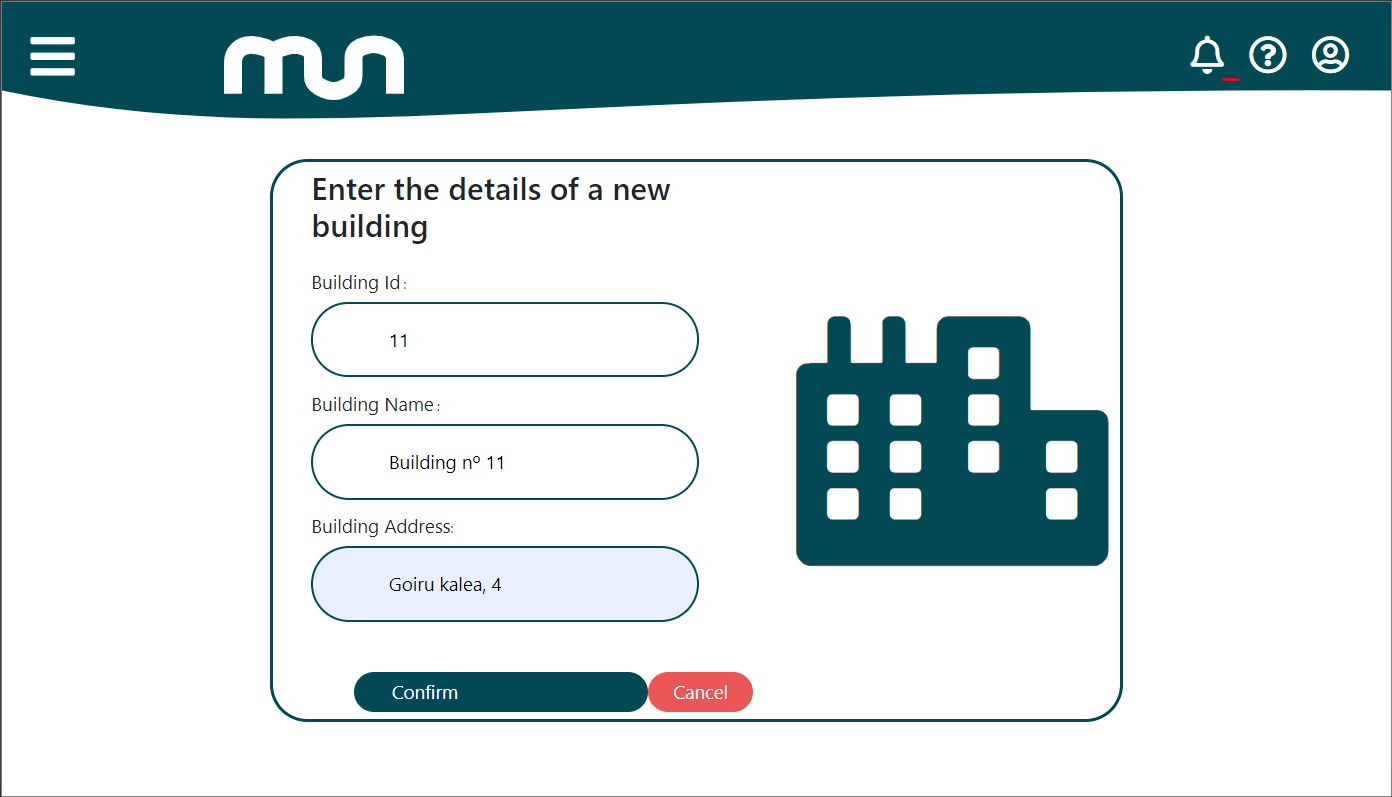 mun
Enter the details of a new
building
Building Id:
11
Building Name:
Building nº 11
Building Address:
Goiru kalea, 4
Confirm
Cancel